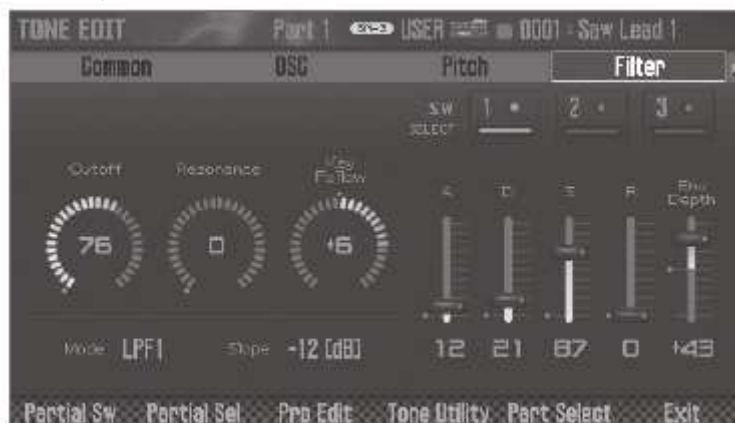 TONE EDIT Part 1 SN-S USER 0001 : Saw Lead 1
Common OSC Pitch Filter
SW SELECT 1 2 3
Cutoff Resonance Key Follow A D S R Env Depth
76 0 +6
Mode LPF1 Slope -12 [dB] 12 21 87 0 +43
Partial Sw Partial Sel Pro Edit Tone Utility Part Select Exit